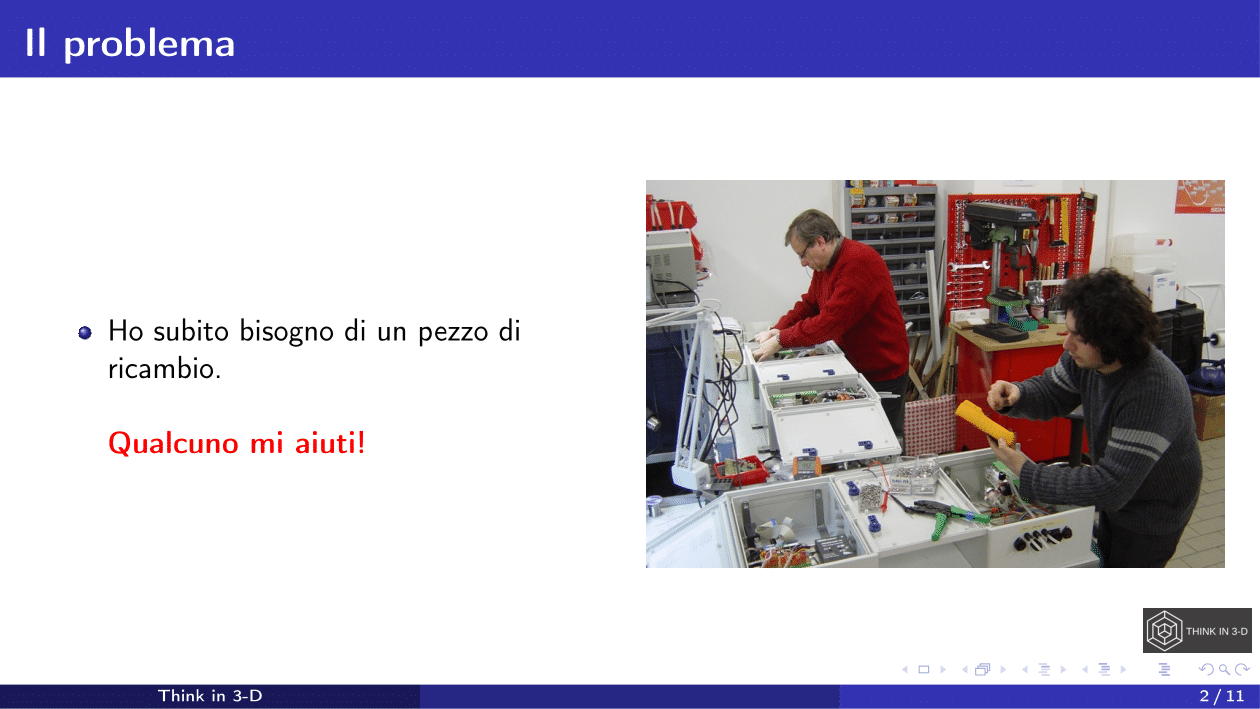 Il problema
Ho subito bisogno di un pezzo di
ricambio.
Qualcuno mi aiuti!
THINK IN 3-D
Think in 3-D
2 / 11